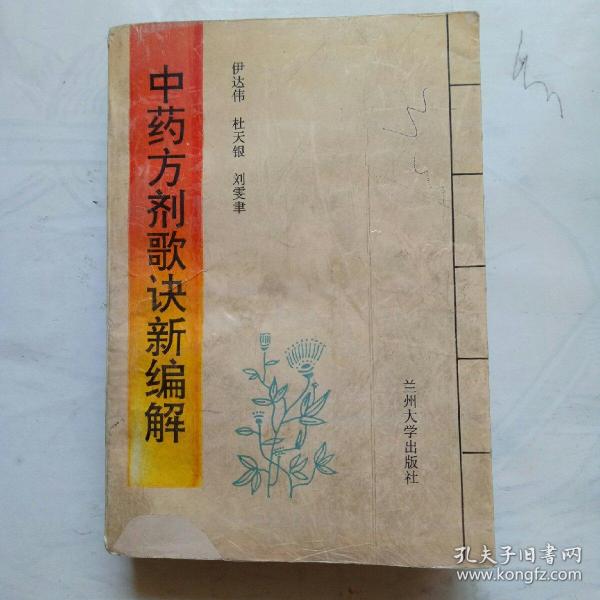 中药方剂歌诀新编解
伊达伟 杜天银 刘雯聿
兰州大学出版社
孔夫子旧书网
www.kongfz.com